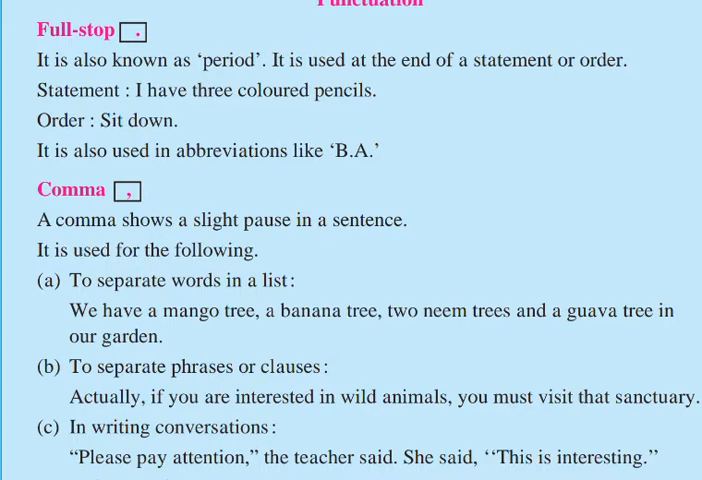 Punctuation
Full-stop .
It is also known as ‘period’. It is used at the end of a statement or order.
Statement : I have three coloured pencils.
Order : Sit down.
It is also used in abbreviations like ‘B.A.’
Comma ,
A comma shows a slight pause in a sentence.
It is used for the following.
(a) To separate words in a list :
We have a mango tree, a banana tree, two neem trees and a guava tree in
our garden.
(b) To separate phrases or clauses :
Actually, if you are interested in wild animals, you must visit that sanctuary.
(c) In writing conversations :
“Please pay attention,” the teacher said. She said, ‘‘This is interesting.’’